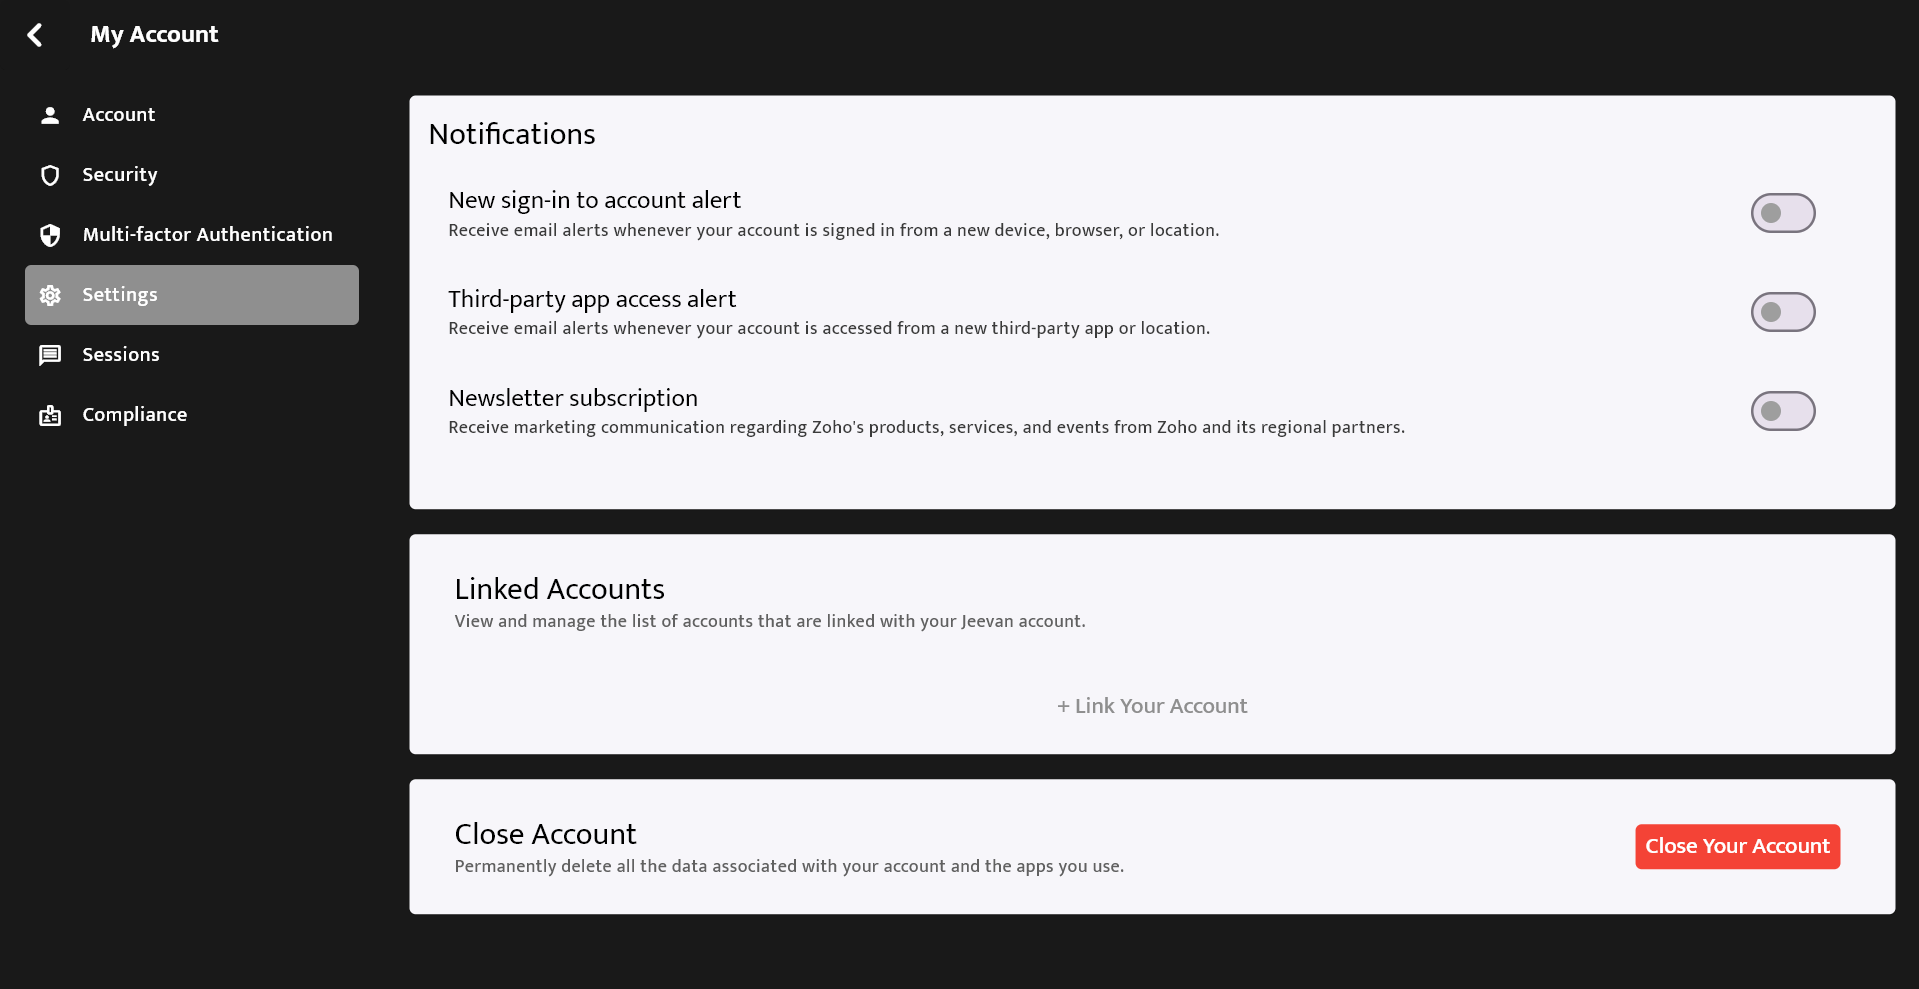 My Account
Account
Security
Multi-factor Authentication
Settings
Sessions
Compliance
Notifications
New sign-in to account alert
Receive email alerts whenever your account is signed in from a new device, browser, or location.
Third-party app access alert
Receive email alerts whenever your account is accessed from a new third-party app or location.
Newsletter subscription
Receive marketing communication regarding Zoho's products, services, and events from Zoho and its regional partners.
Linked Accounts
View and manage the list of accounts that are linked with your Jeevan account.
+ Link Your Account
Close Account
Permanently delete all the data associated with your account and the apps you use.
Close Your Account